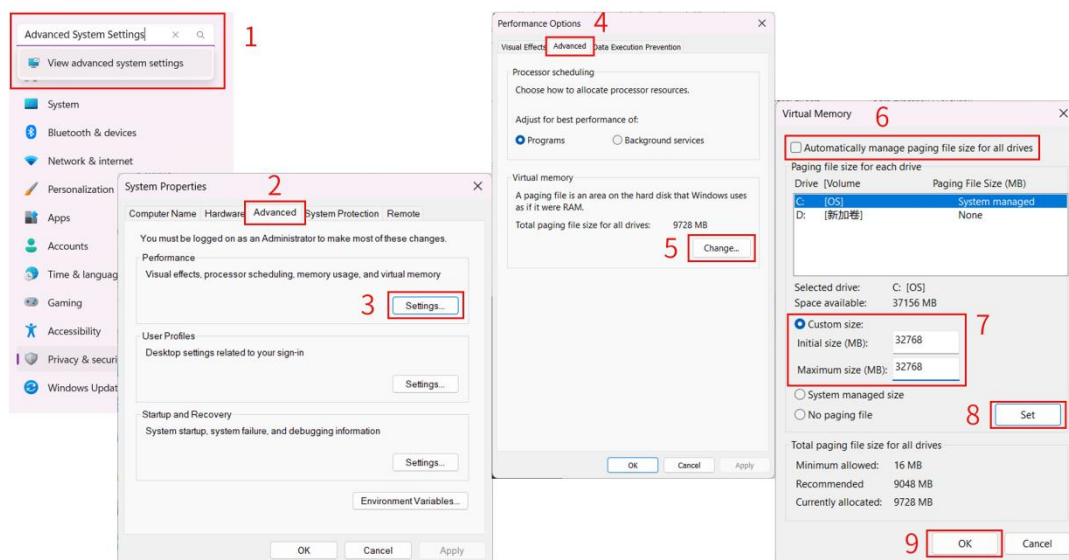 Advanced System Settings
1
View advanced system settings
System
Bluetooth & devices
Network & internet
Personalization
Apps
Accounts
Time & languag
Gaming
Accessibility
Privacy & securi
Windows Updat
System Properties
2
Computer Name Hardware Advanced System Protection Remote
You must be logged on as an Administrator to make most of these changes.
Performance
Visual effects, processor scheduling, memory usage, and virtual memory
3
Settings...
User Profiles
Desktop settings related to your sign-in
Settings...
Startup and Recovery
System startup, system failure, and debugging information
Settings...
Environment Variables...
OK Cancel Apply
Performance Options
4
Visual Effects Advanced Data Execution Prevention
Processor scheduling
Choose how to allocate processor resources.
Adjust for best performance of:
Programs Background services
Virtual memory
A paging file is an area on the hard disk that Windows uses
as if it were RAM.
Total paging file size for all drives: 9728 MB
5
Change...
OK Cancel Apply
Virtual Memory
6
Automatically manage paging file size for all drives
Paging file size for each drive
Drive [Volume Paging File Size (MB)
C: [OS] System managed
D: [新加卷] None
Selected drive: C: [OS]
Space available: 37156 MB
Custom size:
7
Initial size (MB): 32768
Maximum size (MB): 32768
System managed size
No paging file
8
Set
Total paging file size for all drives
Minimum allowed: 16 MB
Recommended 9048 MB
Currently allocated: 9728 MB
9
OK Cancel